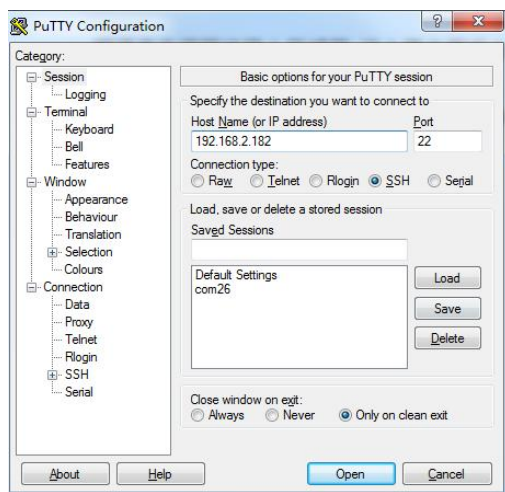 PuTTY Configuration
Category:
Session
Logging
Terminal
Keyboard
Bell
Features
Window
Appearance
Behaviour
Translation
Selection
Colours
Connection
Data
Proxy
Telnet
Rlogin
SSH
Serial
Basic options for your PuTTY session
Specify the destination you want to connect to
Host Name (or IP address) Port
192.168.2.182 22
Connection type:
Raw Telnet Rlogin SSH Serial
Load, save or delete a stored session
Saved Sessions
Default Settings
com26
Load
Save
Delete
Close window on exit:
Always Never Only on clean exit
About Help Open Cancel